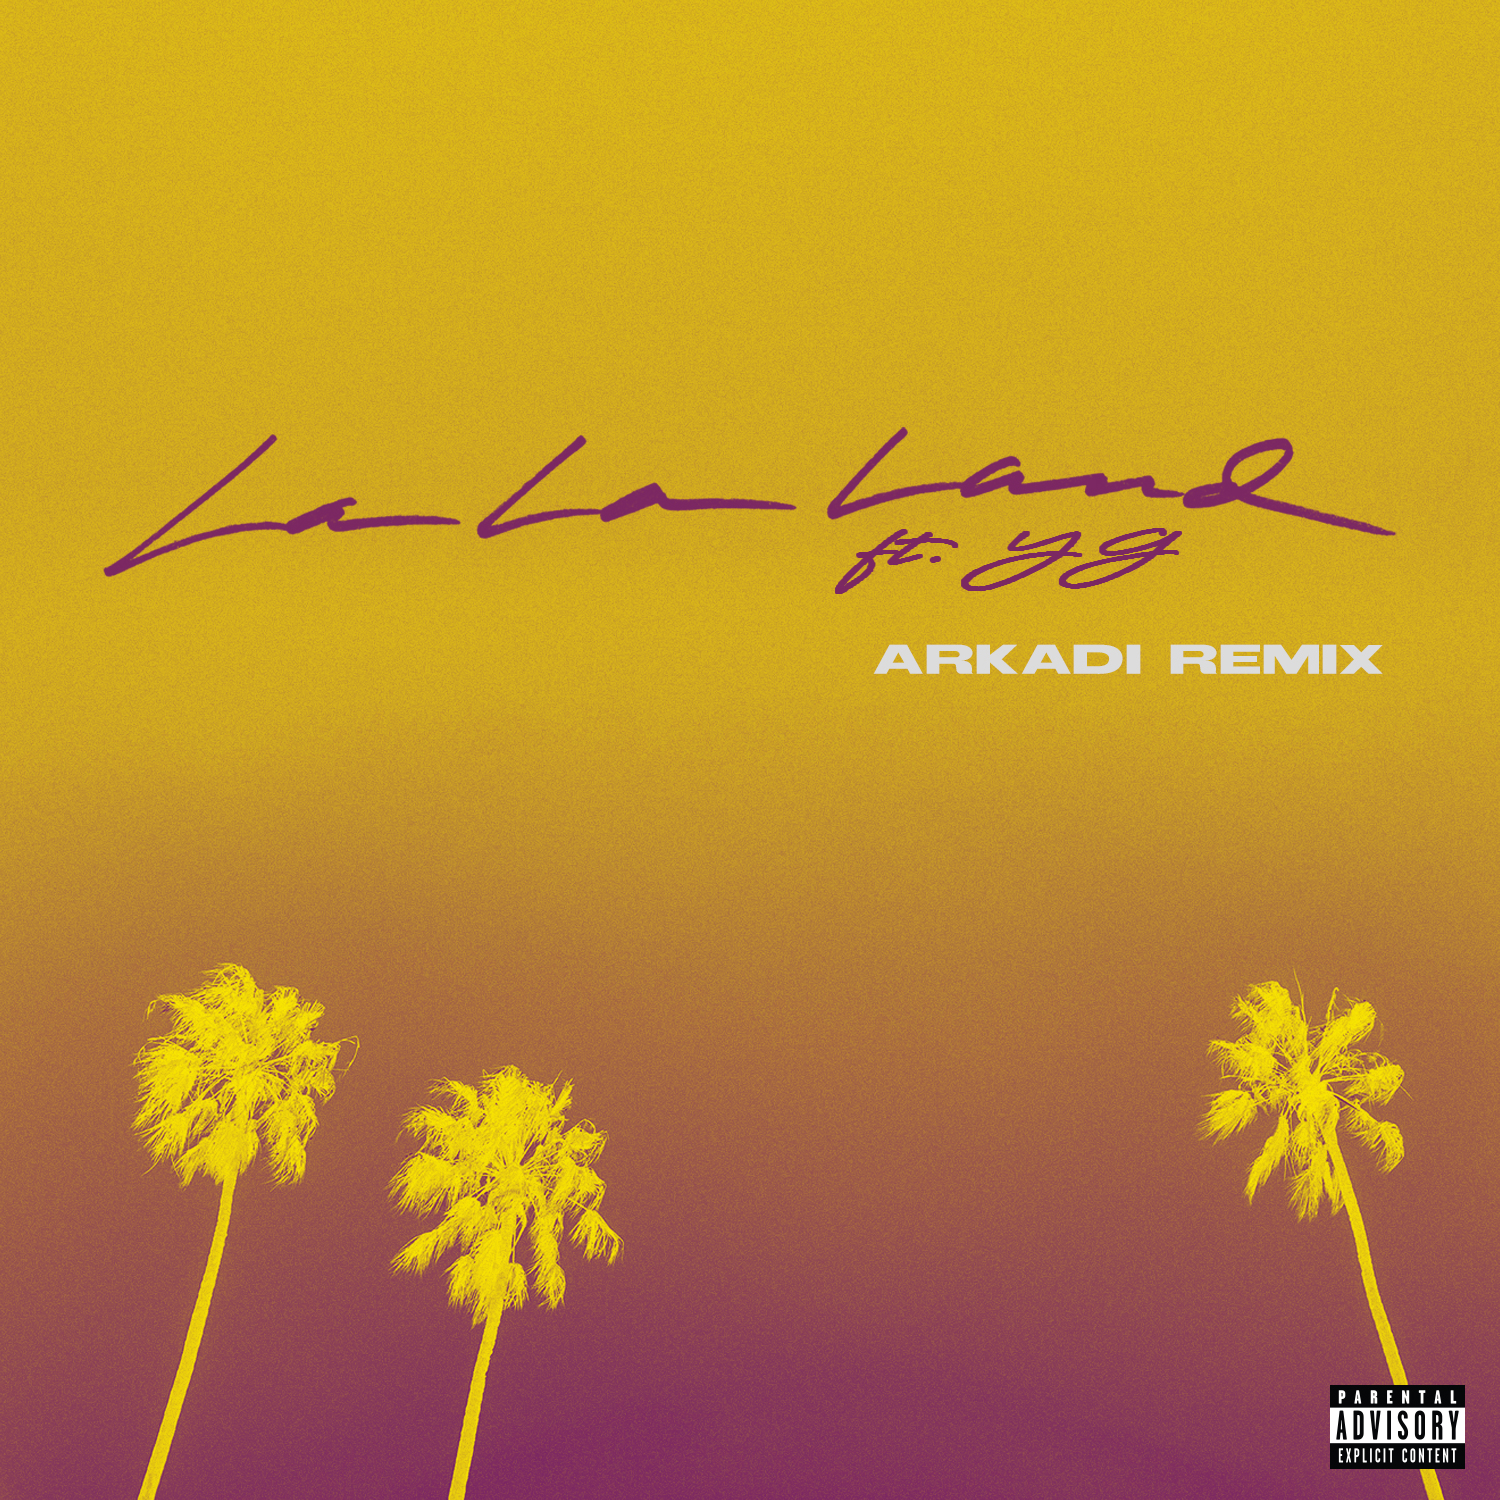 La La Land
ft. yg
ARKADI REMIX
PARENTAL
ADVISORY
EXPLICIT CONTENT